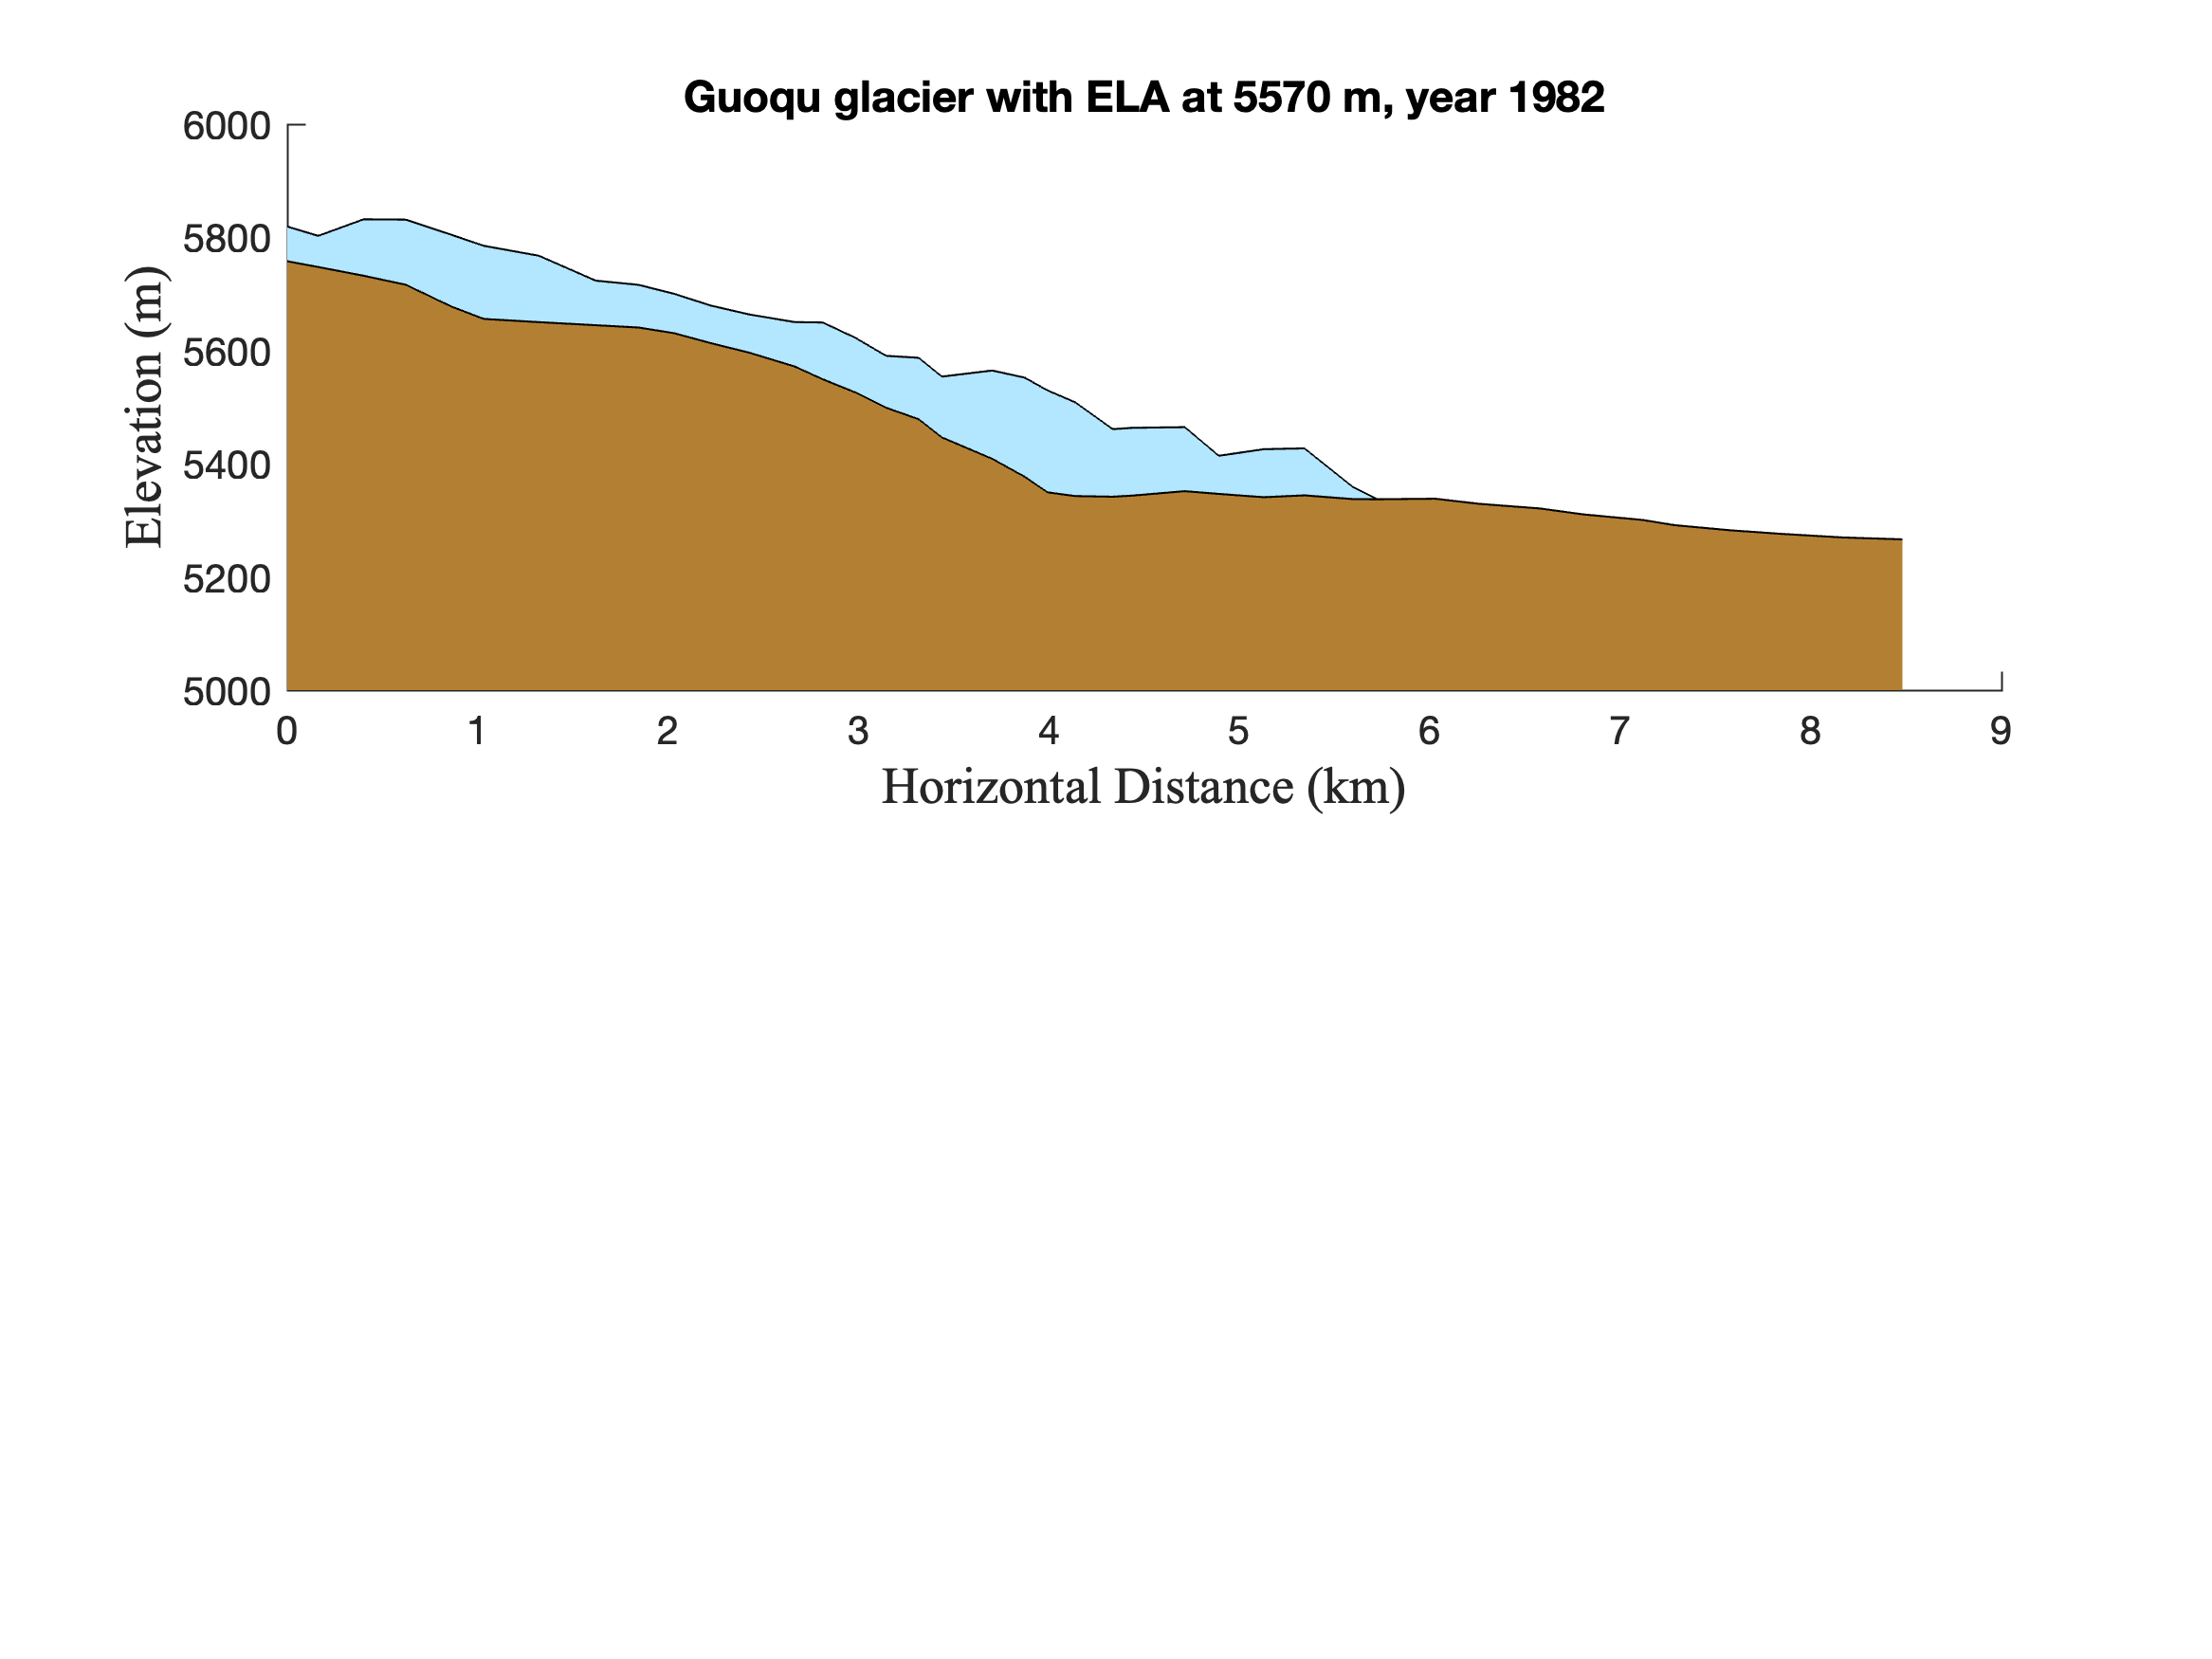 Guoqu glacier with ELA at 5570 m, year 1982
6000
5800
5600
5400
5200
5000
Elevation (m)
0 1 2 3 4 5 6 7 8 9
Horizontal Distance (km)